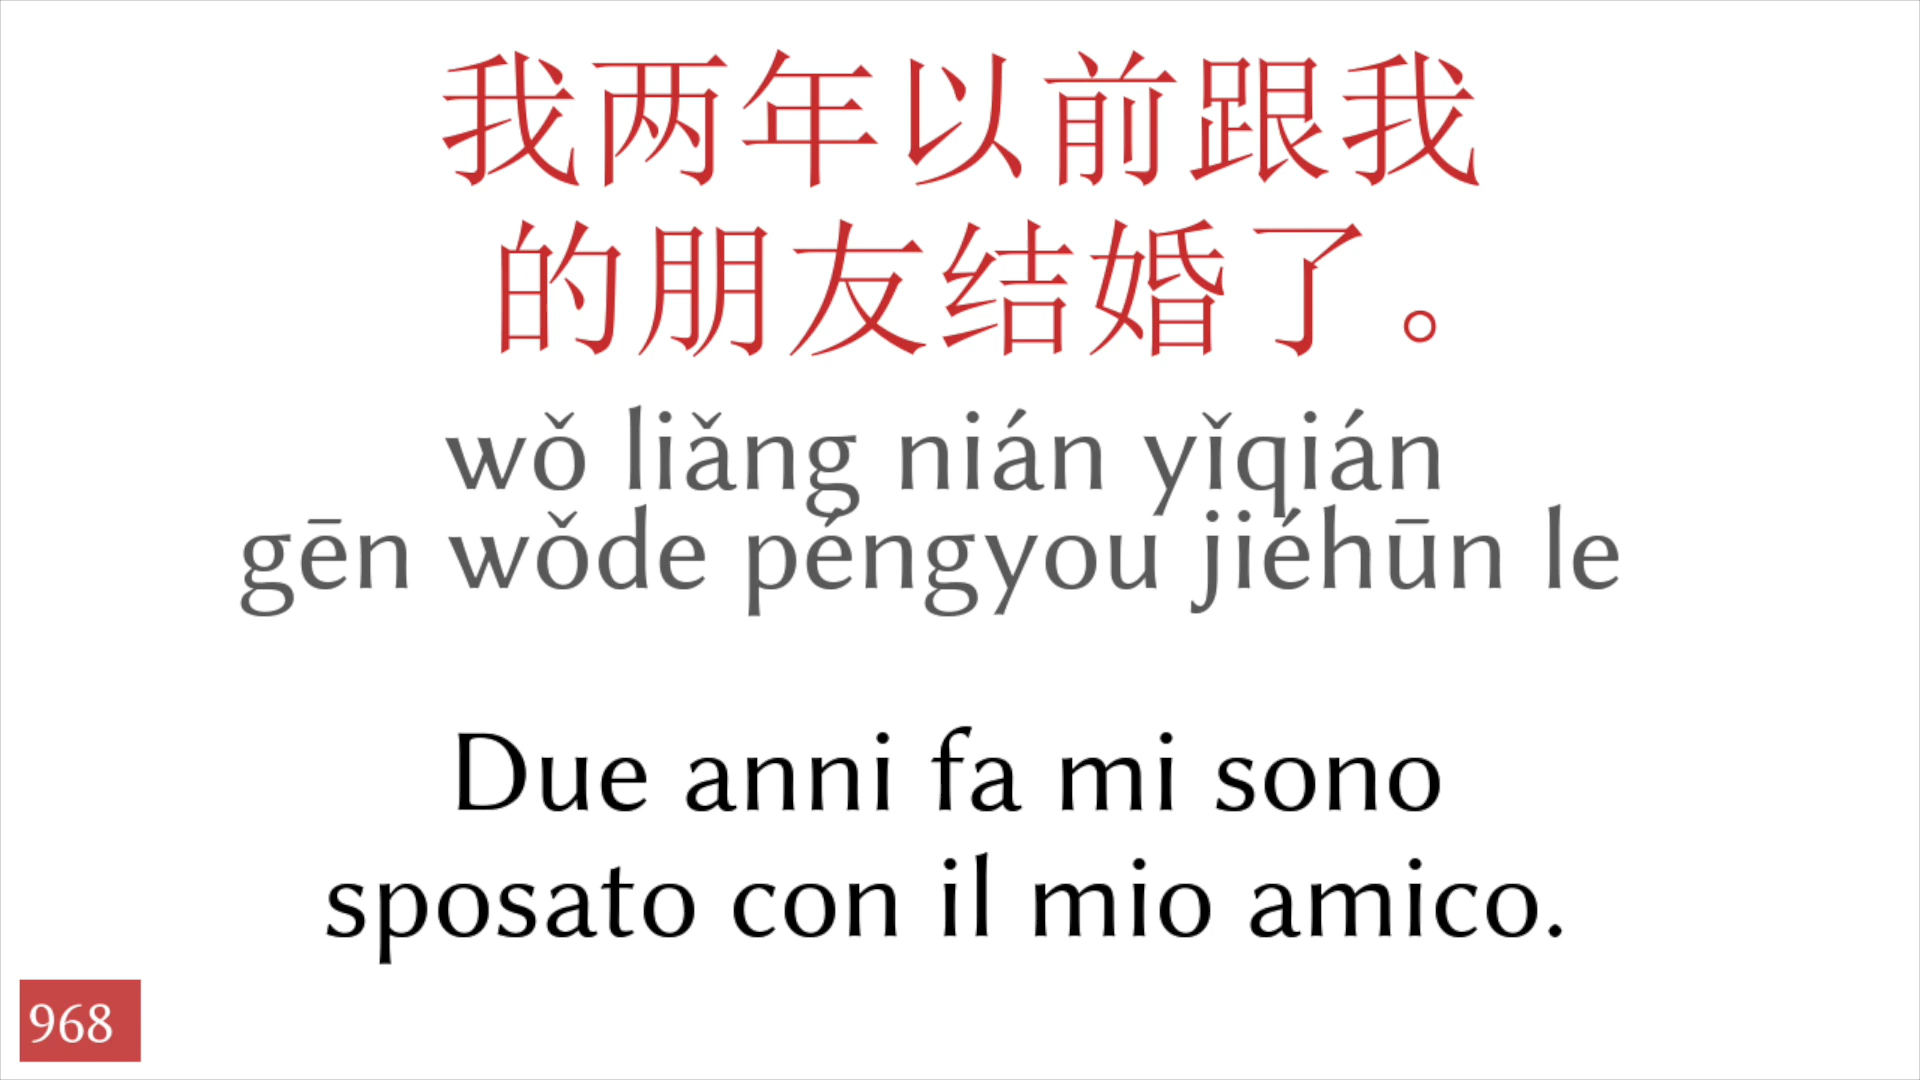 我两年以前跟我
的朋友结婚了。
wǒ liǎng nián yǐqián
gēn wǒde péngyou jiéhūn le
Due anni fa mi sono
sposato con il mio amico.
968